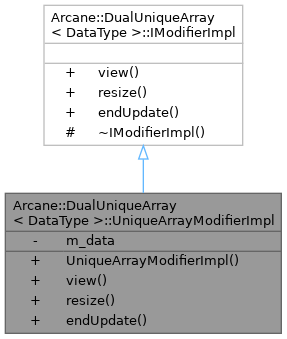 Arcane::DualUniqueArray
< DataType >::IModifierImpl
+ view()
+ resize()
+ endUpdate()
# ~IModifierImpl()
Arcane::DualUniqueArray
< DataType >::UniqueArrayModifierImpl
- m_data
+ UniqueArrayModifierImpl()
+ view()
+ resize()
+ endUpdate()